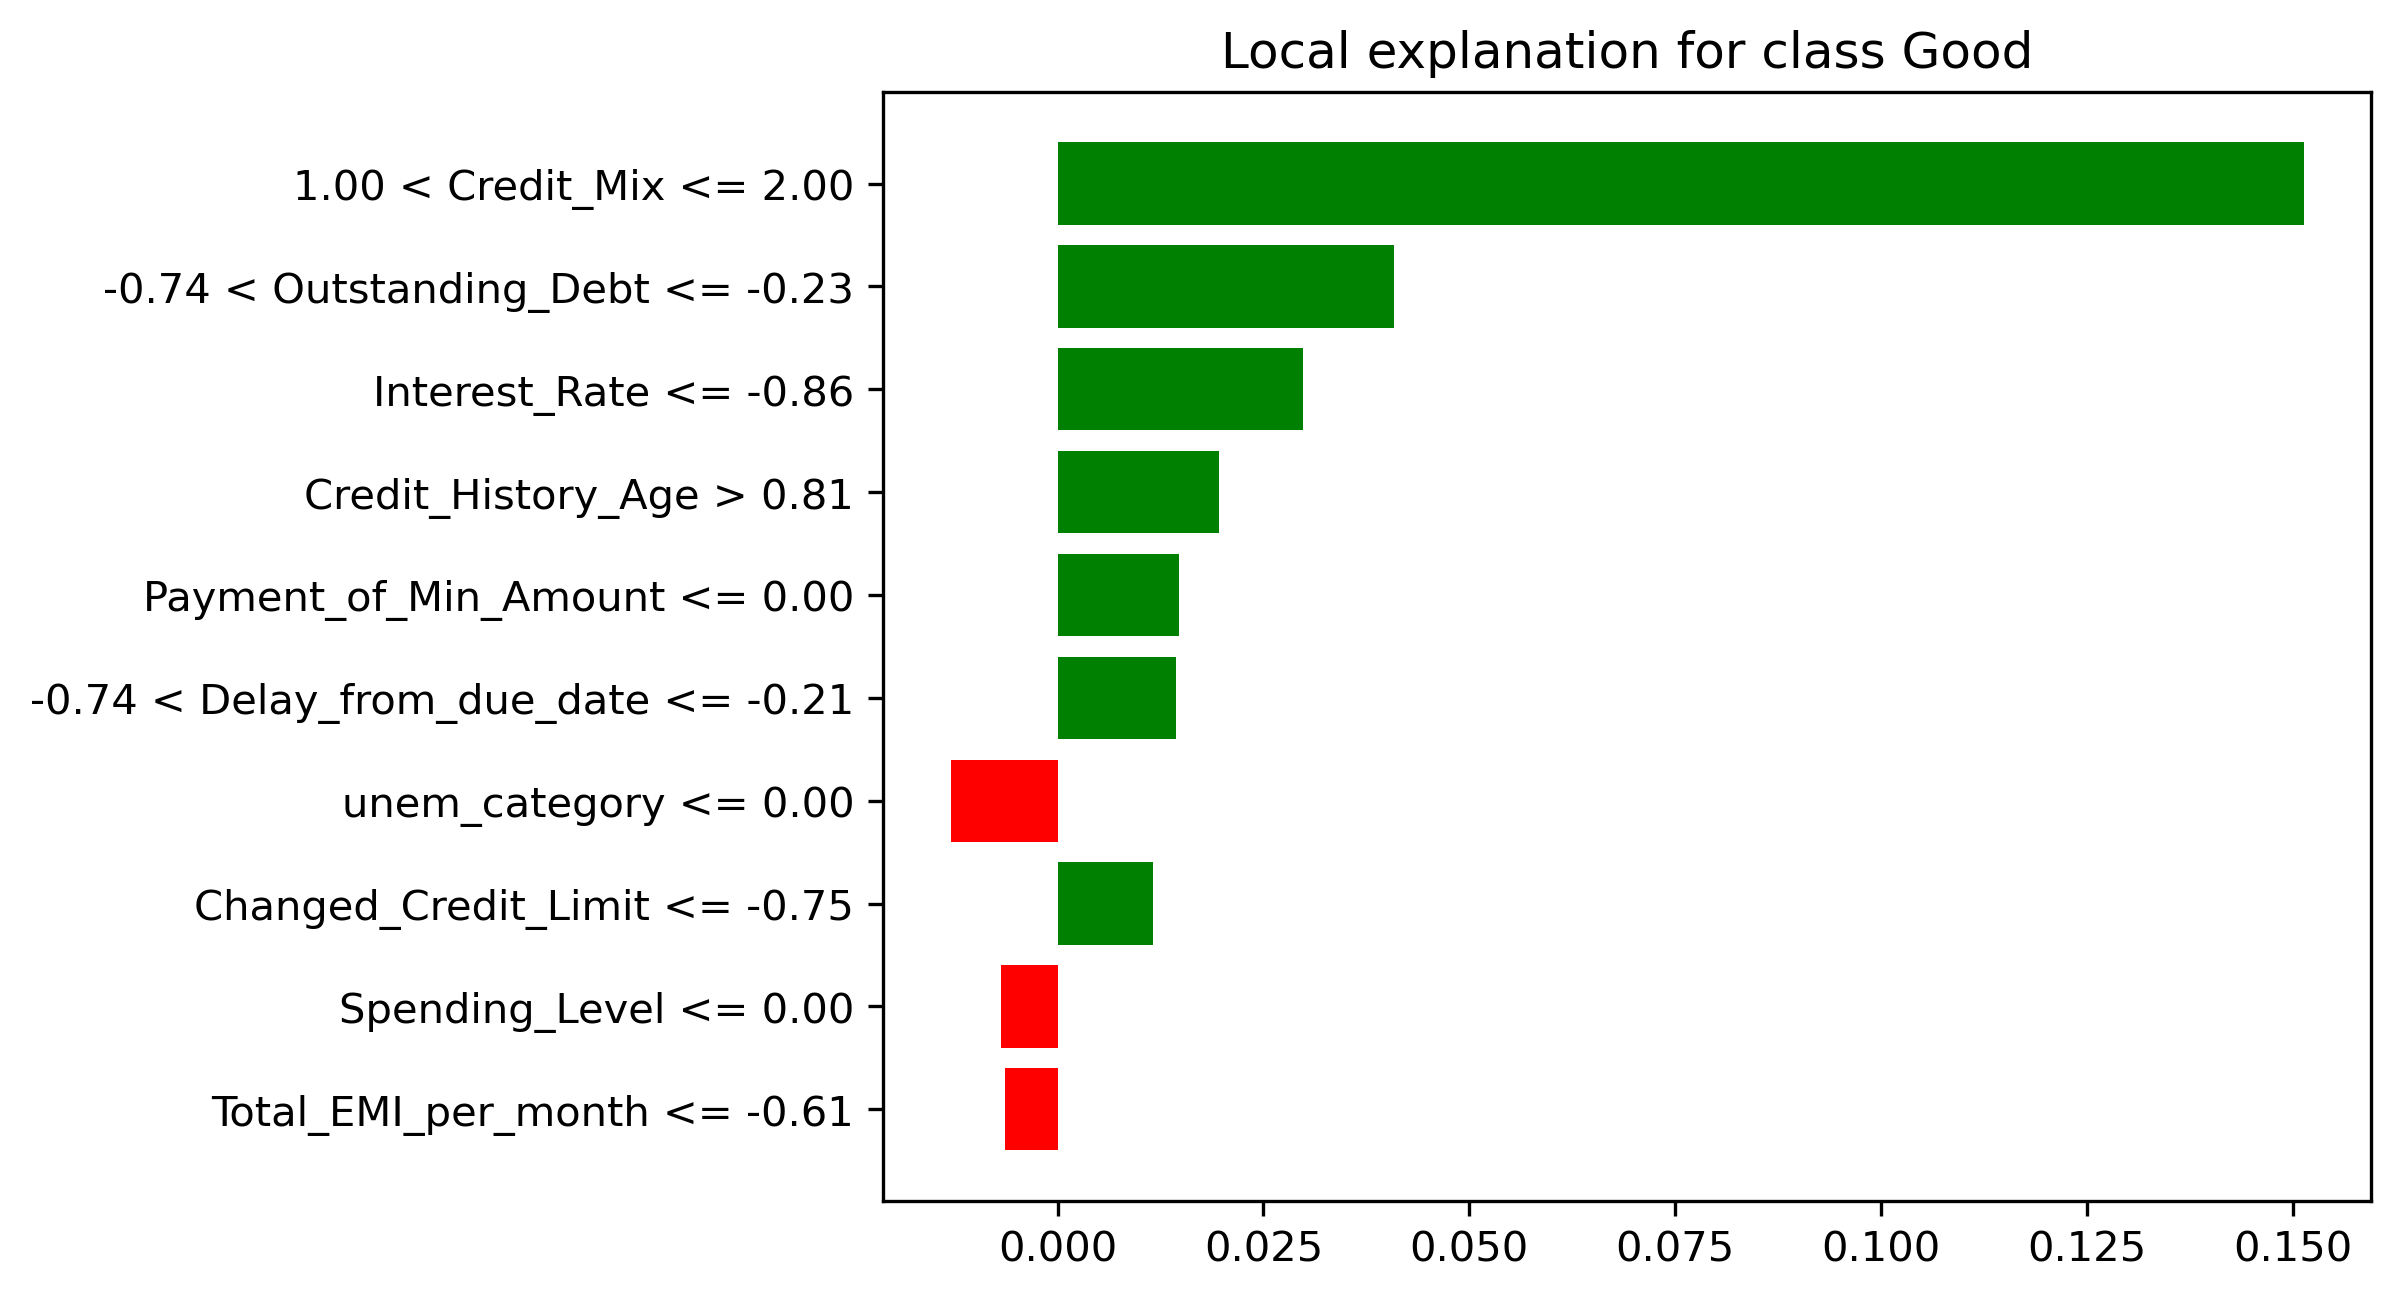 Local explanation for class Good
1.00 < Credit_Mix <= 2.00
-0.74 < Outstanding_Debt <= -0.23
Interest_Rate <= -0.86
Credit_History_Age > 0.81
Payment_of_Min_Amount <= 0.00
-0.74 < Delay_from_due_date <= -0.21
unem_category <= 0.00
Changed_Credit_Limit <= -0.75
Spending_Level <= 0.00
Total_EMI_per_month <= -0.61
0.000 0.025 0.050 0.075 0.100 0.125 0.150